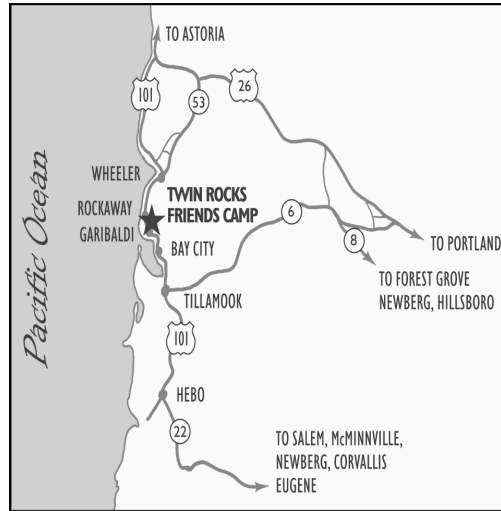 TO ASTORIA
101
53
26
Pacific Ocean
WHEELER
TWIN ROCKS
FRIENDS CAMP
ROCKAWAY
GARIBALDI
6
8
BAY CITY
TO PORTLAND
TO FOREST GROVE
NEWBERG, HILLSBORO
TILLAMOOK
101
HEBO
22
TO SALEM, McMINNVILLE,
NEWBERG, CORVALLIS
EUGENE